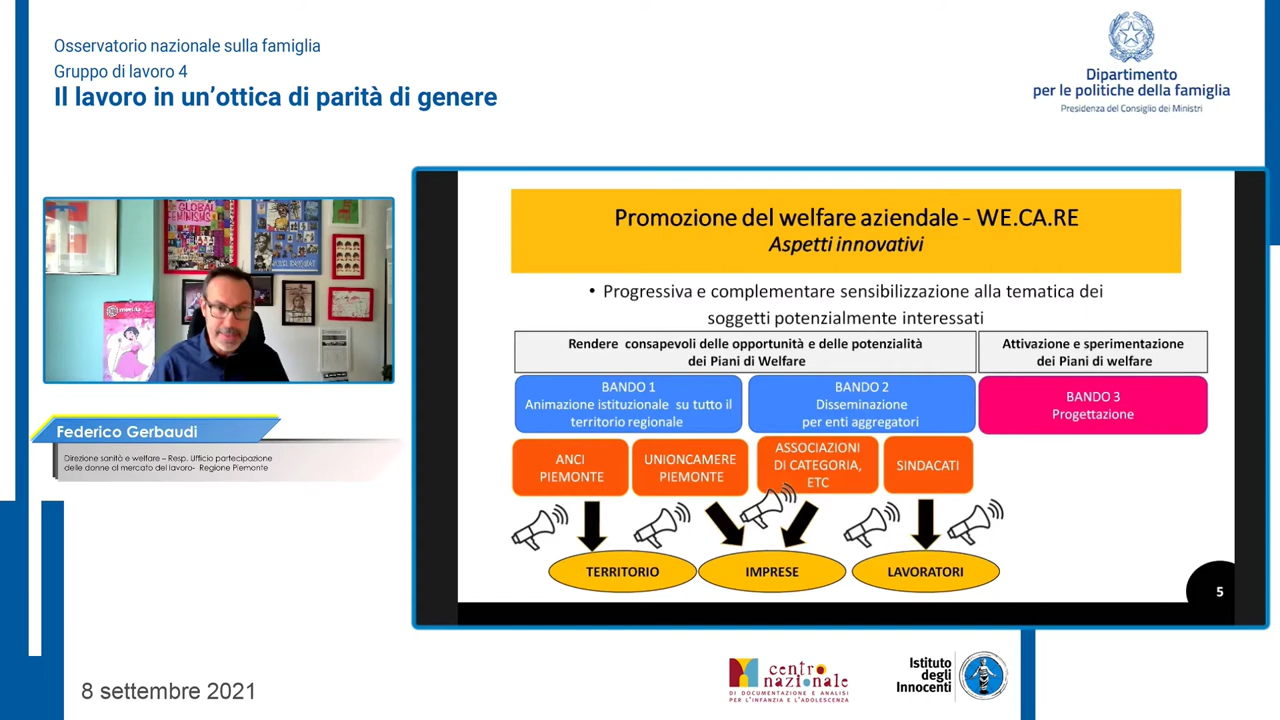 Osservatorio nazionale sulla famiglia
Gruppo di lavoro 4
Il lavoro in un'ottica di parità di genere
Dipartimento
per le politiche della famiglia
Presidenza del Consiglio dei Ministri
GLOBAL
FEMINISMS
Federico Gerbaudi
Direzione sanità e welfare – Resp. Ufficio partecipazione
delle donne al mercato del lavoro- Regione Piemonte
Promozione del welfare aziendale - WE.CA.RE
Aspetti innovativi
• Progressiva e complementare sensibilizzazione alla tematica dei
soggetti potenzialmente interessati
Rendere consapevoli delle opportunità e delle potenzialità
dei Piani di Welfare
Attivazione e sperimentazione
dei Piani di welfare
BANDO 1
Animazione istituzionale su tutto il
territorio regionale
BANDO 2
Disseminazione
per enti aggregatori
BANDO 3
Progettazione
ANCI
PIEMONTE
UNIONCAMERE
PIEMONTE
ASSOCIAZIONI
DI CATEGORIA,
ETC
SINDACATI
TERRITORIO
IMPRESE
LAVORATORI
5
8 settembre 2021
centro
nazionale
DI DOCUMENTAZIONE E ANALISI
PER L'INFANZIA E L'ADOLESCENZA
Istituto
degli
Innocenti